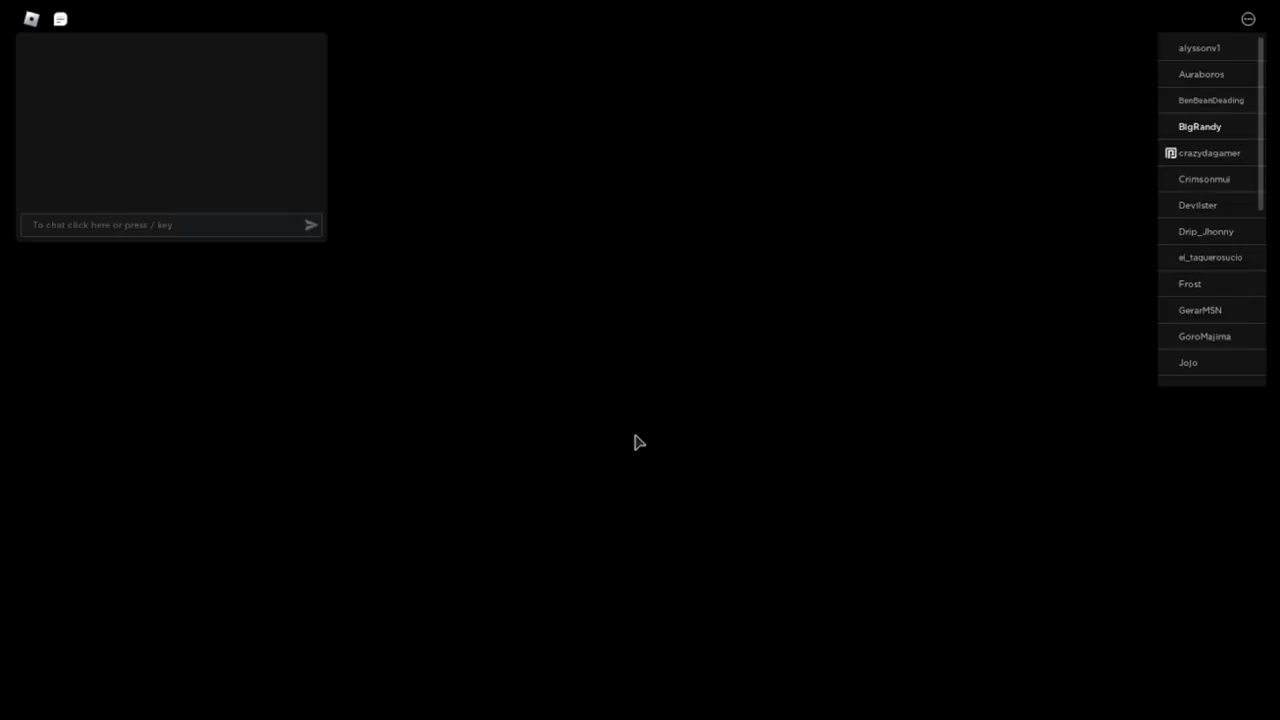 alyssonv1
Auraboros
BenBeanDeading
BigRandy
crazydagamer
Crimsonmui
Devilster
To chat click here or press / key
Drip_Jhonny
el_taquerosucio
Frost
GerarMSN
GoroMajima
Jojo